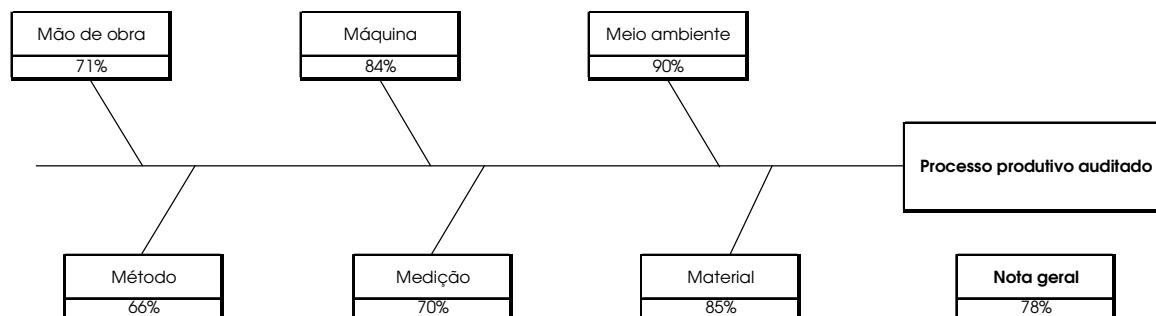 Mão de obra
71%
Máquina
84%
Meio ambiente
90%
Processo produtivo auditado
Método
66%
Medição
70%
Material
85%
Nota geral
78%